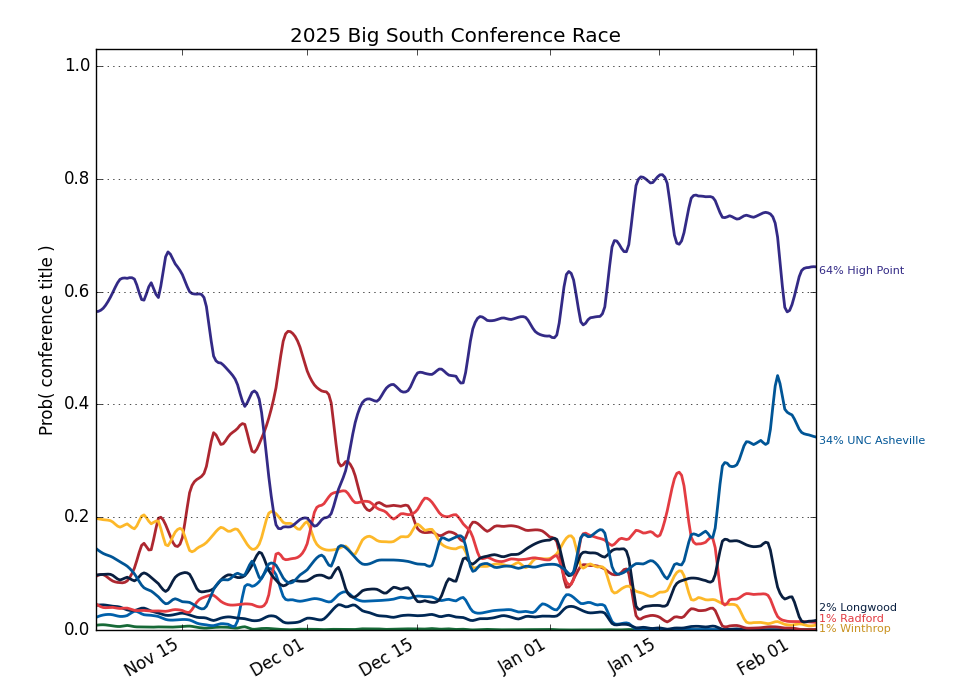 2025 Big South Conference Race
1.0
0.8
0.6
0.4
0.2
0.0
Prob( conference title )
64% High Point
34% UNC Asheville
2% Longwood
1% Radford
1% Winthrop
Nov 15
Dec 01
Dec 15
Jan 01
Jan 15
Feb 01